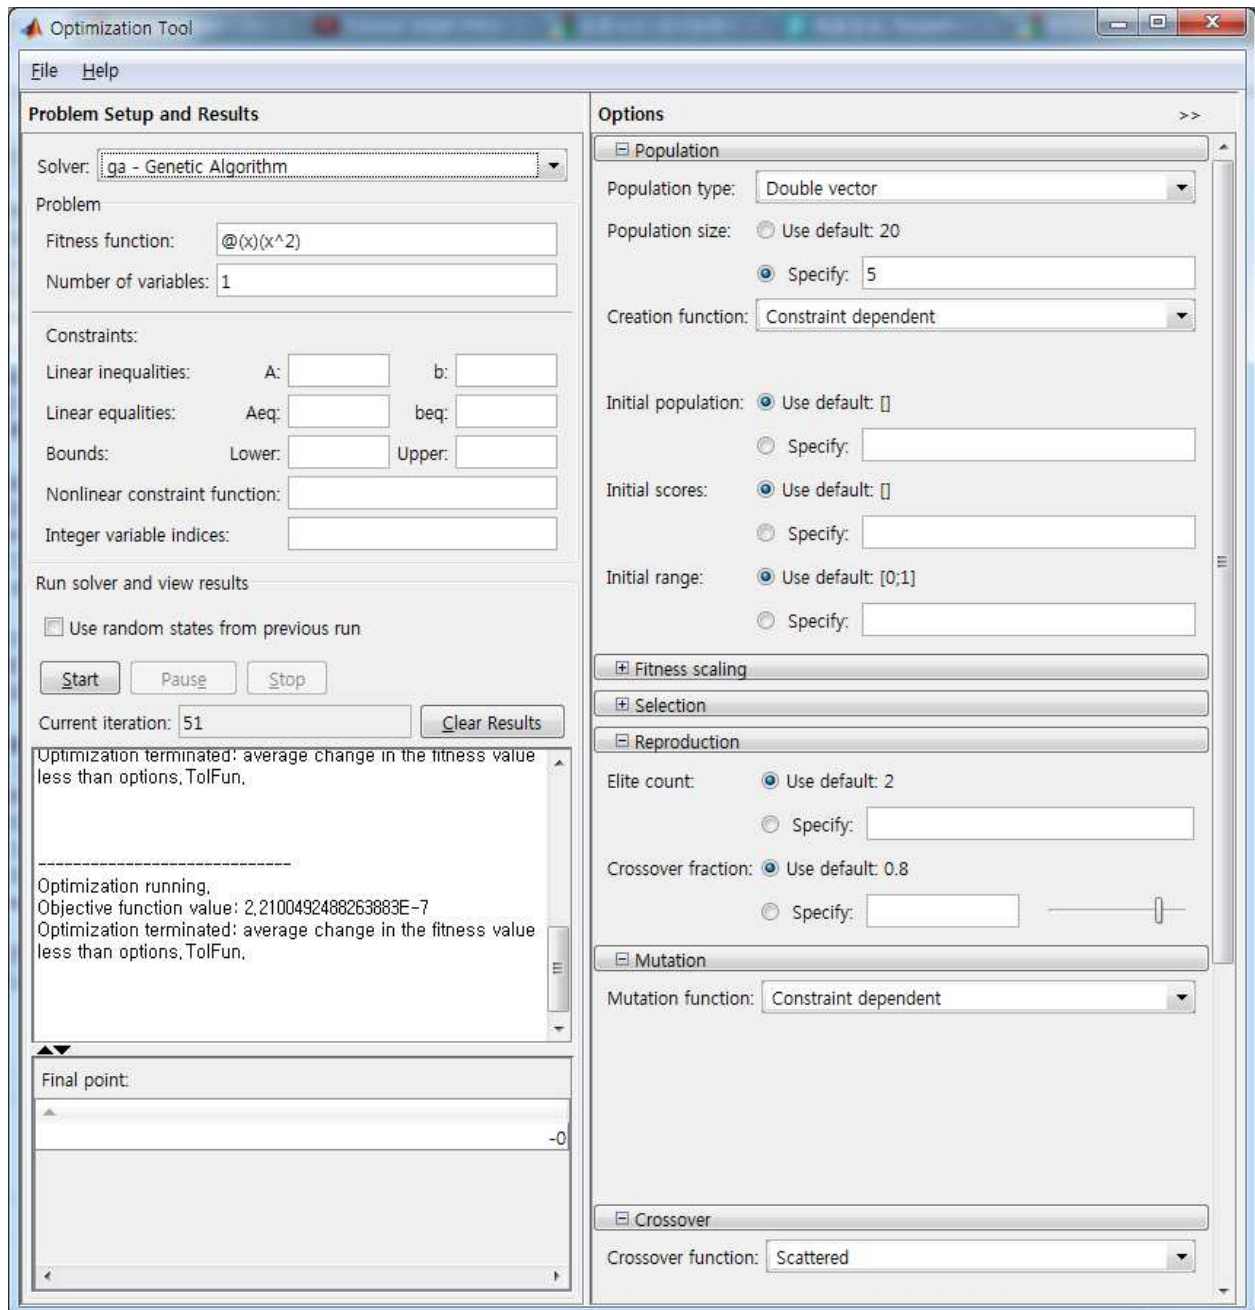 Optimization Tool
File Help
Problem Setup and Results
Solver: ga - Genetic Algorithm
Problem
Fitness function: @(x)(x^2)
Number of variables: 1
Constraints:
Linear inequalities: A: b:
Linear equalities: Aeq: beq:
Bounds: Lower: Upper:
Nonlinear constraint function:
Integer variable indices:
Run solver and view results
Use random states from previous run
Start Pause Stop
Current iteration: 51 Clear Results
Optimization terminated: average change in the fitness value
less than options.TolFun.
-----------------------------
Optimization running.
Objective function value: 2.2100492488263883E-7
Optimization terminated: average change in the fitness value
less than options.TolFun.
Final point:
-0
Options >>
Population
Population type: Double vector
Population size: Use default: 20
Specify: 5
Creation function: Constraint dependent
Initial population: Use default: []
Specify:
Initial scores: Use default: []
Specify:
Initial range: Use default: [0;1]
Specify:
Fitness scaling
Selection
Reproduction
Elite count: Use default: 2
Specify:
Crossover fraction: Use default: 0.8
Specify:
Mutation
Mutation function: Constraint dependent
Crossover
Crossover function: Scattered